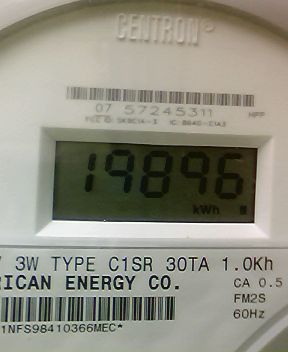 CENTRON®
07 57245311
HPP
19896
kWh
3W TYPE C1SR 30TA 1.0Kh
RICAN ENERGY CO. CA 0.5
FM2S
1NFS98410366MEC* 60Hz